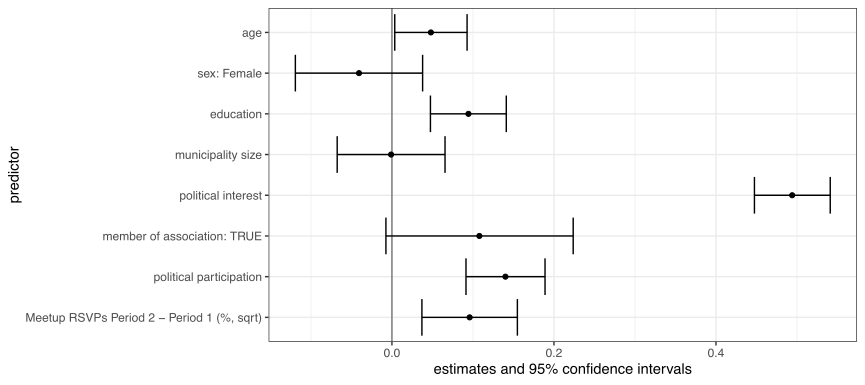 age
sex: Female
education
municipality size
political interest
member of association: TRUE
political participation
Meetup RSVPs Period 2 − Period 1 (%, sqrt)
predictor
0.0 0.2 0.4
estimates and 95% confidence intervals